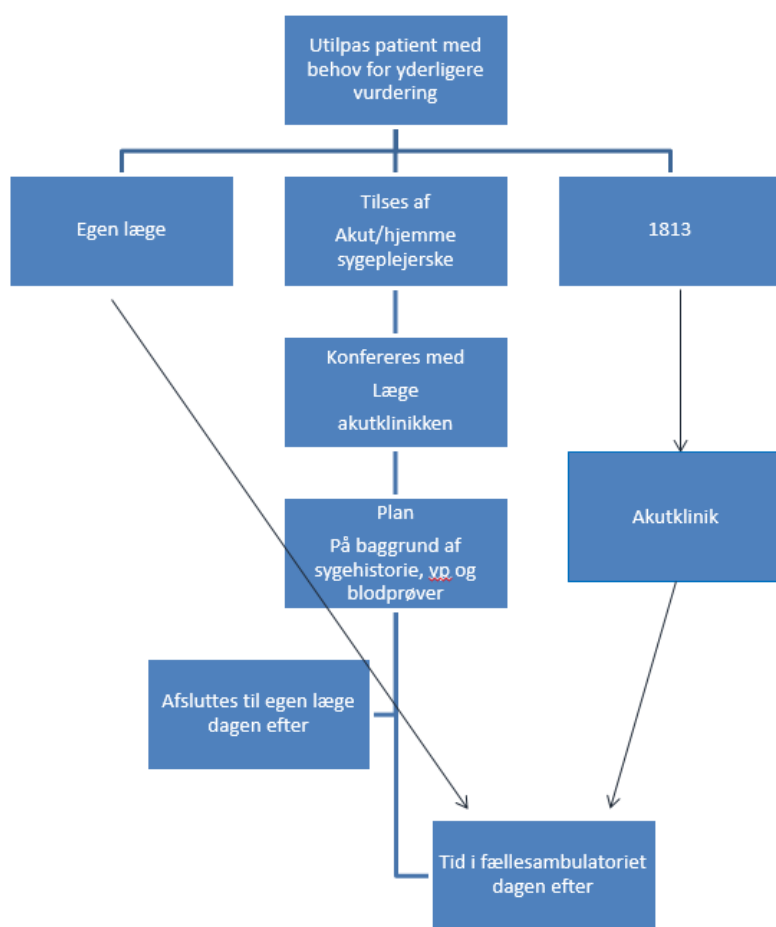 Utilpas patient med
behov for yderligere
vurdering
Egen læge
Tilses af
Akut/hjemme
sygeplejerske
1813
Konfereres med
Læge
akutklinikken
Akutklinik
Plan
På baggrund af
sygehistorie, vp og
blodprøver
Afsluttes til egen læge
dagen efter
Tid i fællesambulatoriet
dagen efter